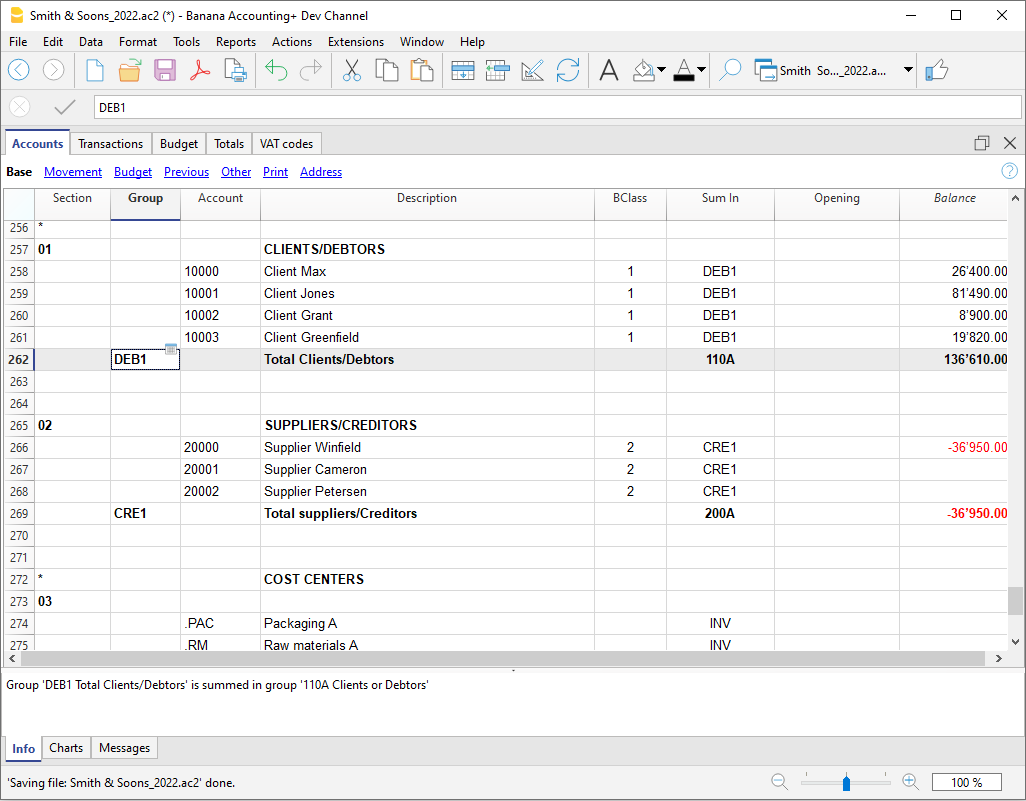 Smith & Soons_2022.ac2 (*) - Banana Accounting+ Dev Channel
File Edit Data Format Tools Reports Actions Extensions Window Help
Smith So..._2022.a...
DEB1
Accounts Transactions Budget Totals VAT codes
Base Movement Budget Previous Other Print Address
Section Group Account Description BClass Sum In Opening Balance
256 *
257 01 CLIENTS/DEBTORS
258 10000 Client Max 1 DEB1 26'400.00
259 10001 Client Jones 1 DEB1 81'490.00
260 10002 Client Grant 1 DEB1 8'900.00
261 10003 Client Greenfield 1 DEB1 19'820.00
262 DEB1 Total Clients/Debtors 110A 136'610.00
263
264
265 02 SUPPLIERS/CREDITORS
266 20000 Supplier Winfield 2 CRE1 -36'950.00
267 20001 Supplier Cameron 2 CRE1
268 20002 Supplier Petersen 2 CRE1
269 CRE1 Total suppliers/Creditors 200A -36'950.00
270
271
272 * COST CENTERS
273 03
274 .PAC Packaging A INV
275 .RM Raw materials A INV
Group 'DEB1 Total Clients/Debtors' is summed in group '110A Clients or Debtors'
Info Charts Messages
'Saving file: Smith & Soons_2022.ac2' done.
100 %